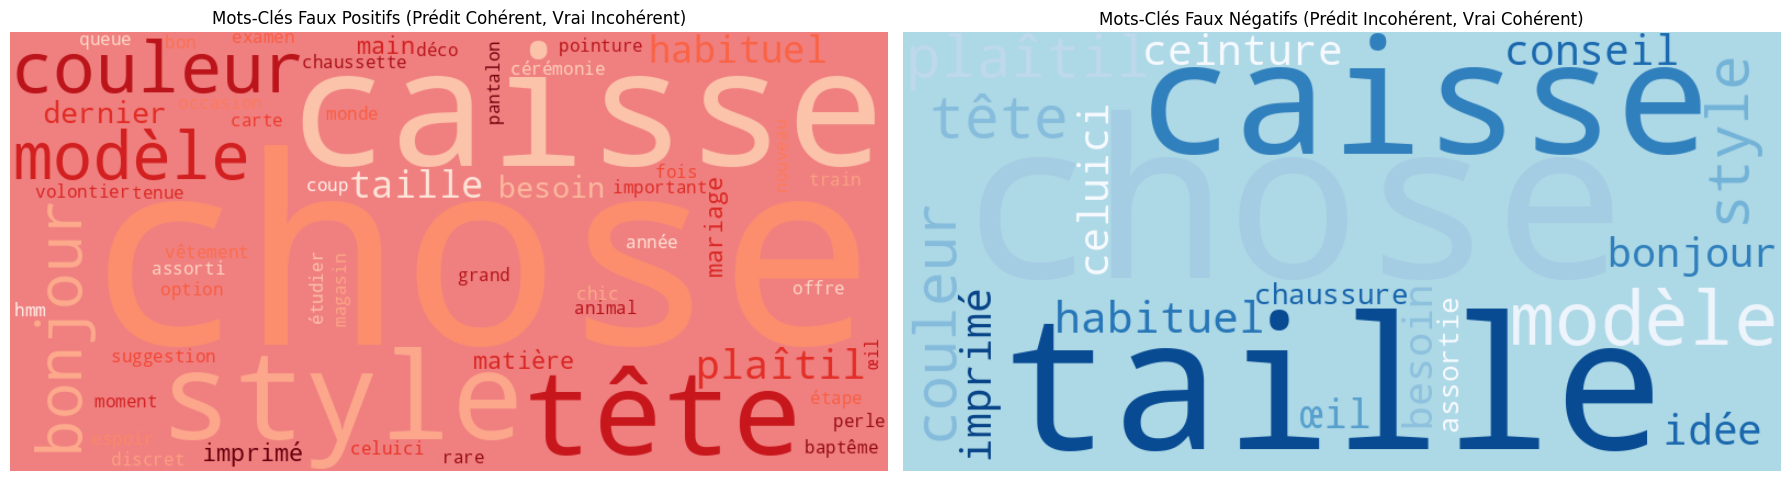 Mots-Clés Faux Positifs (Prédit Cohérent, Vrai Incohérent)
queue bon examen
couleur
main déco
chaussette
pantalon
pointure
cérémonie
habituel
caisse
dernier
occasion
carte
monde
modèle
volontier tenue
coup
taille
besoin
fois
important
nouveau
train
mariage
bonjour
chose
vêtement
assorti
option
étudier
magasin
grand
année
chic
animal
offre
hmm
suggestion
style
matière
plaîtil
œil
tête
moment
étape
perle
espoir
discret
imprimé
celuici
rare
baptême
Mots-Clés Faux Négatifs (Prédit Incohérent, Vrai Cohérent)
plaîtil
ceinture
conseil
tête
caisse
style
celuici
chose
couleur
bonjour
imprimé
chaussure
habituel
besoin
assortie
modèle
taille
œil
idée